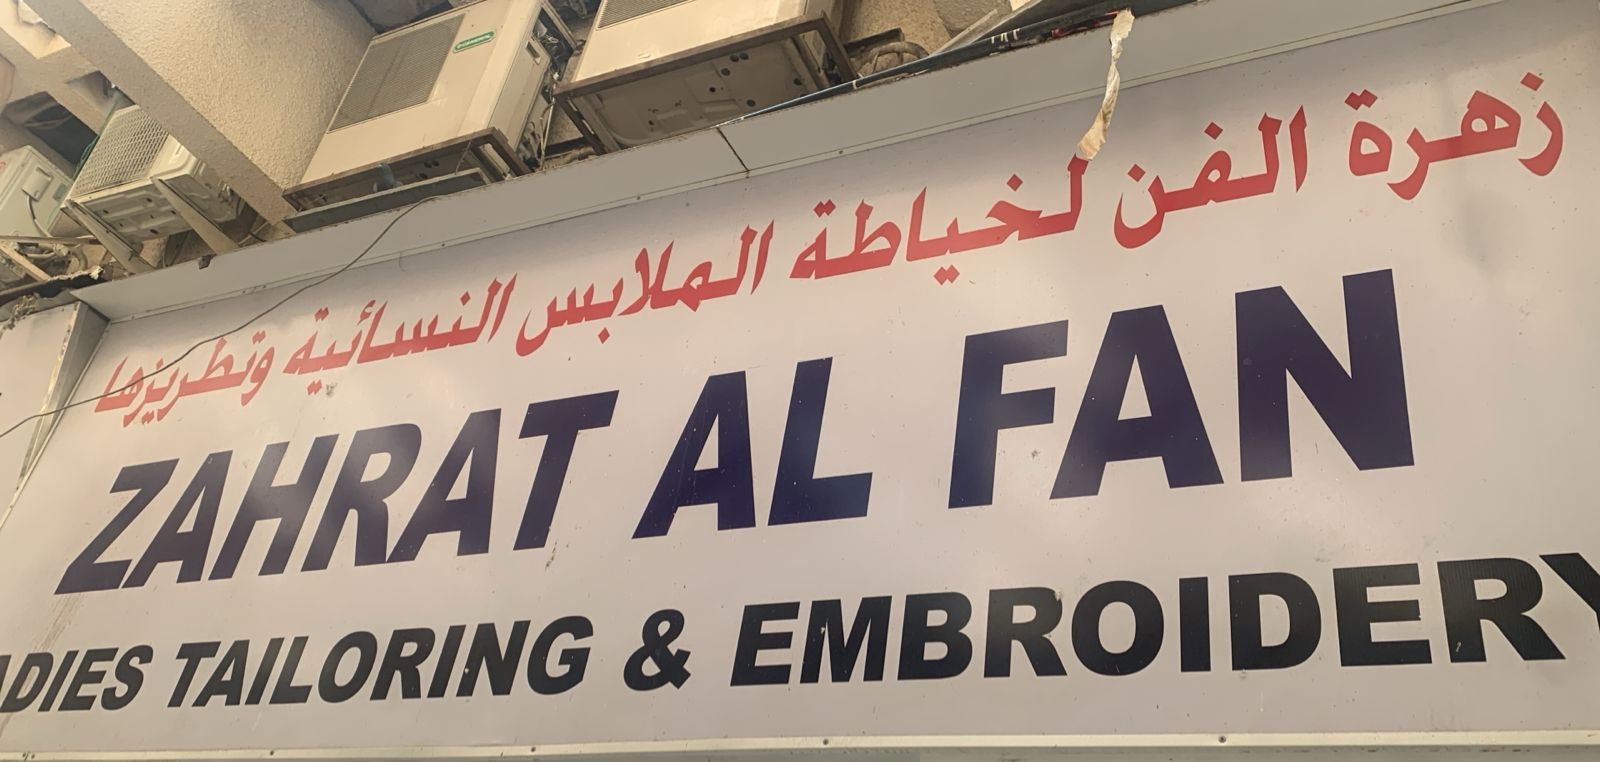 زهرة الفن لخياطة الملابس النسائية وتطريزها
ZAHRAT AL FAN
ADIES TAILORING & EMBROIDERY